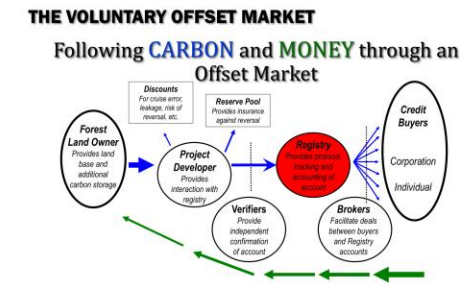 THE VOLUNTARY OFFSET MARKET
Following CARBON and MONEY through an
Offset Market
Discounts
For cruise error,
leakage, risk of
reversal, etc.
Reserve Pool
Provides insurance
against reversal
Credit
Buyers
Corporation
Individual
Forest
Land Owner
Provides land
base and
additional
carbon storage
Project
Developer
Provides
interaction with
registry
Registry
Provides protocol
tracking and
accounting of
account
Verifiers
Provide
independent
confirmation
of account
Brokers
Facilitate deals
between buyers
and Registry
accounts